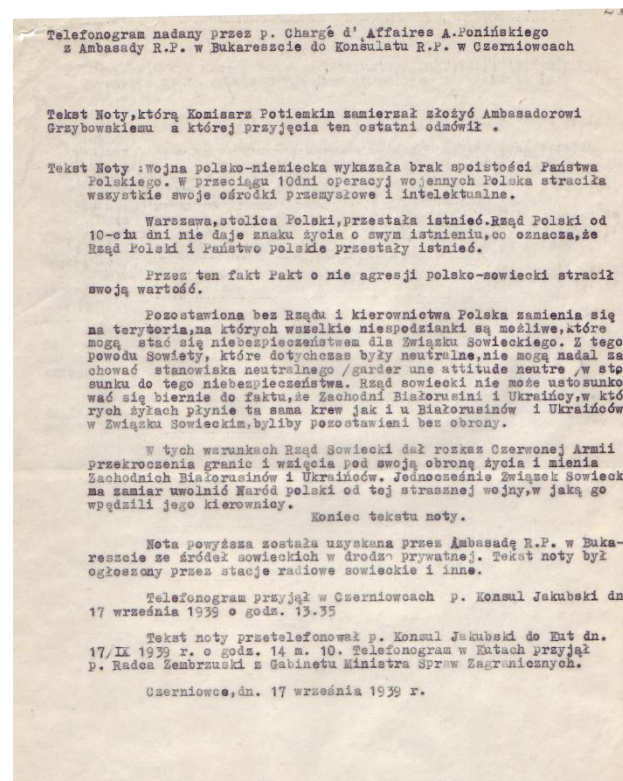 Telefonogram nadany przez p. Chargé d'Affaires A.Ponińskiego
z Ambasady R.P. w Bukareszcie do Konsulatu R.P. w Czerniowcach
Tekst Noty,którą Komisarz Potiemkin zamierzał złożyć Ambasadorowi
Grzybowskiemu a której przyjęcia ten ostatni odmówił .
Tekst Noty :Wojna polsko-niemiecka wykazała brak spoistości Państwa
Polskiego. W przeciągu 10dni operacyj wojennych Polska straciła
wszystkie swoje ośrodki przemysłowe i intelektualne.
Warszawa,stolica Polski,przestała istnieć.Rząd Polski od
10-ciu dni nie daje znaku życia o swym istnieniu,co oznacza,że
Rząd Polski i Państwo polskie przestały istnieć.
Przez ten fakt Pakt o nie agresji polsko-sowiecki stracił
swoją wartość.
Pozostawiona bez Rządu i kierownictwa Polska zamienia się
na terytoria,na których wszelkie niespodzianki są możliwe,które
mogą stać się niebezpieczeństwem dla Związku Sowieckiego. Z tego
powodu Sowiety, które dotychczas były neutralne,nie mogą nadal za
chować stanowiska neutralnego /garder une attitude neutre /w sto
sunku do tego niebezpieczeństwa. Rząd sowiecki nie może ustosunko
wać się biernie do faktu,że Zachodni Białorusini i Ukraińcy,w któ
rych żyłach płynie ta sama krew jak i u Białorusinów i Ukraińców
w Związku Sowieckim,byliby pozostawieni bez obrony.
W tych warunkach Rząd Sowiecki dał rozkaz Czerwonej Armii
przekroczenia granic i wzięcia pod swoją obronę życia i mienia
Zachodnich Białorusinów i Ukraińców. Jednocześnie Związek Sowieck
ma zamiar uwolnić Naród polski od tej strasznej wojny,w jaką go
wpędzili jego kierownicy.
Koniec tekstu noty.
Nota powyższa została uzyskana przez Ambasadę R.P. w Buka-
reszcie ze źródeł sowieckich w drodze prywatnej. Tekst noty był
ogłoszony przez stacje radiowe sowieckie i inne.
Telefonogram przyjął w Czerniowcach p. Konsul Jakubski dn
17 września 1939 o godz. 13.35
Tekst noty przetelefonował p. Konsul Jakubski do Kut dn.
17/IX 1939 r. o godz. 14 m. 10. Telefonogram w Kutach przyjął
p. Radca Zembrzuski z Gabinetu Ministra Spraw Zagranicznych.
Czerniowce,dn. 17 września 1939 r.